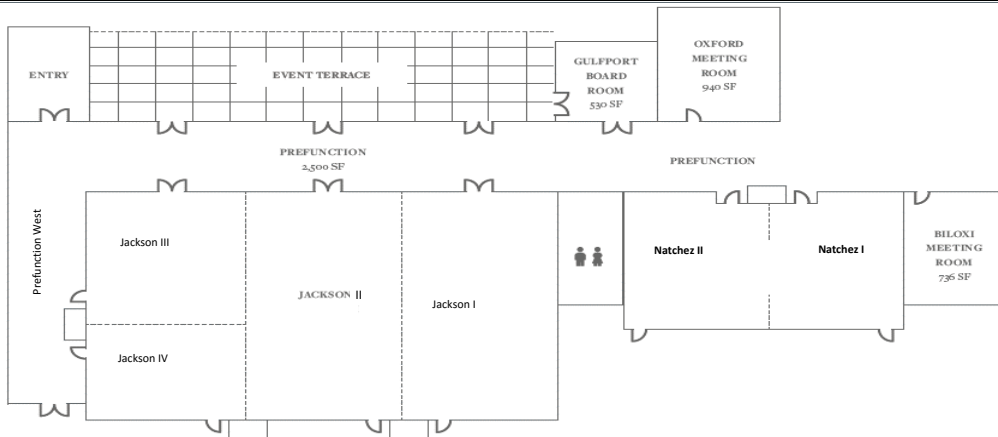 ENTRY
EVENT TERRACE
GULFPORT
BOARD
ROOM
530 SF
OXFORD
MEETING
ROOM
940 SF
PREFUNCTION
2,500 SF
PREFUNCTION
Prefunction West
Jackson III
JACKSON II
Jackson I
Jackson IV
Natchez II
Natchez I
BILOXI
MEETING
ROOM
736 SF